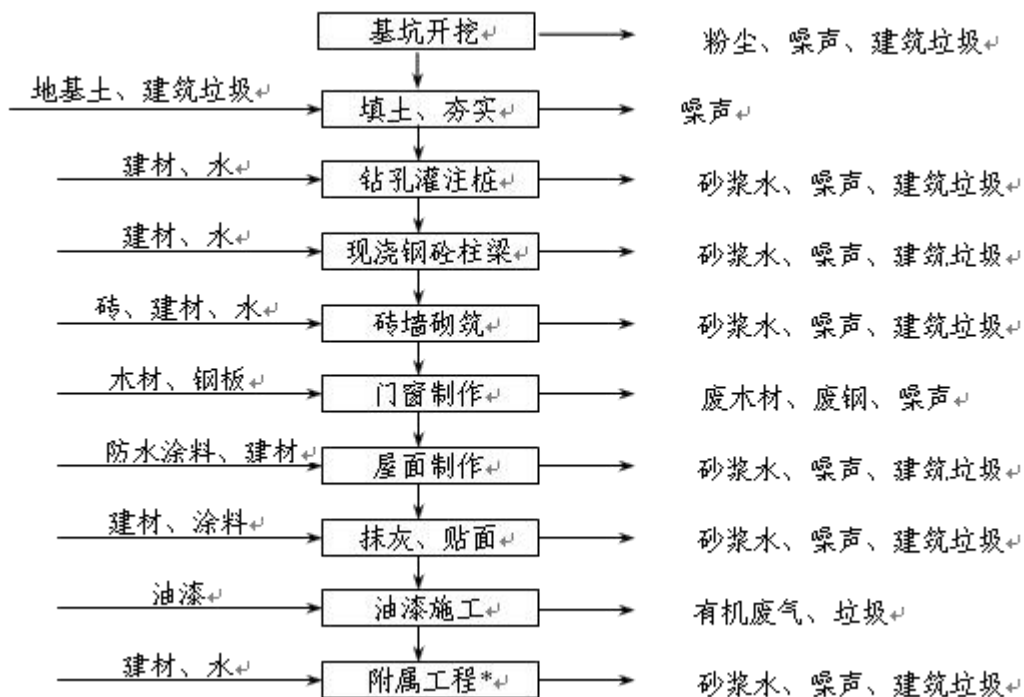 基坑开挖
粉尘、噪声、建筑垃圾
地基土、建筑垃圾
填土、夯实
噪声
建材、水
钻孔灌注桩
砂浆水、噪声、建筑垃圾
建材、水
现浇钢砼柱梁
砂浆水、噪声、建筑垃圾
砖、建材、水
砖墙砌筑
砂浆水、噪声、建筑垃圾
木材、钢板
门窗制作
废木材、废钢、噪声
防水涂料、建材
屋面制作
砂浆水、噪声、建筑垃圾
建材、涂料
抹灰、贴面
砂浆水、噪声、建筑垃圾
油漆
油漆施工
有机废气、垃圾
建材、水
附属工程*
砂浆水、噪声、建筑垃圾